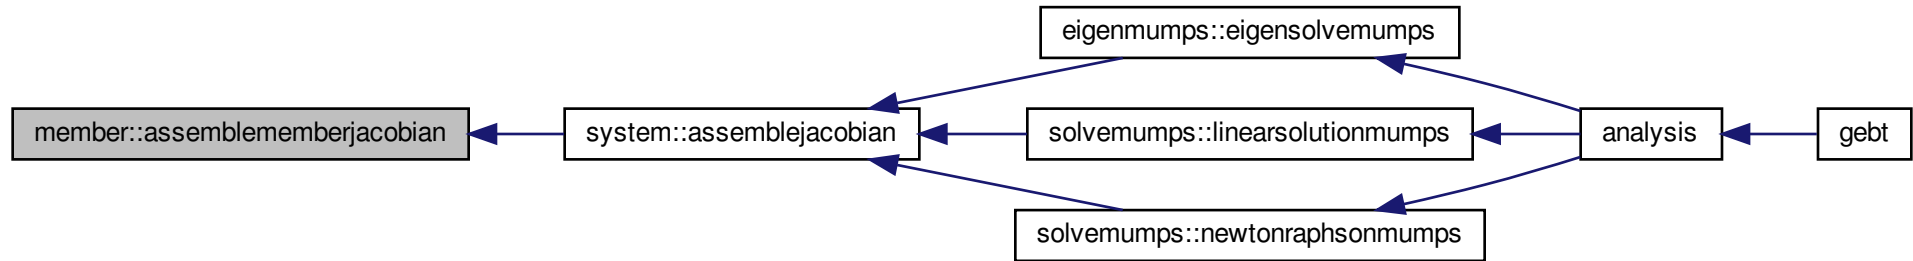 eigenmumps::eigensolvemumps
member::assemblememberjacobian
system::assemblejacobian
solvemumps::linearsolutionmumps
analysis
gebt
solvemumps::newtonraphsonmumps